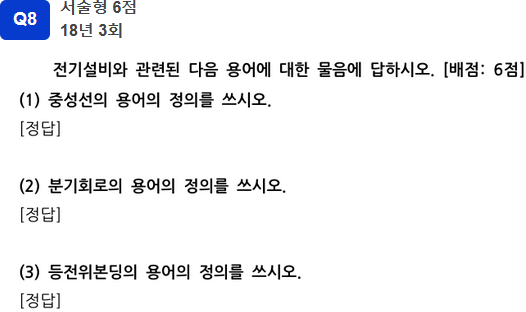 Q8
서술형 6점
18년 3회
전기설비와 관련된 다음 용어에 대한 물음에 답하시오. [배점: 6점]
(1) 중성선의 용어의 정의를 쓰시오.
[정답]
(2) 분기회로의 용어의 정의를 쓰시오.
[정답]
(3) 등전위본딩의 용어의 정의를 쓰시오.
[정답]